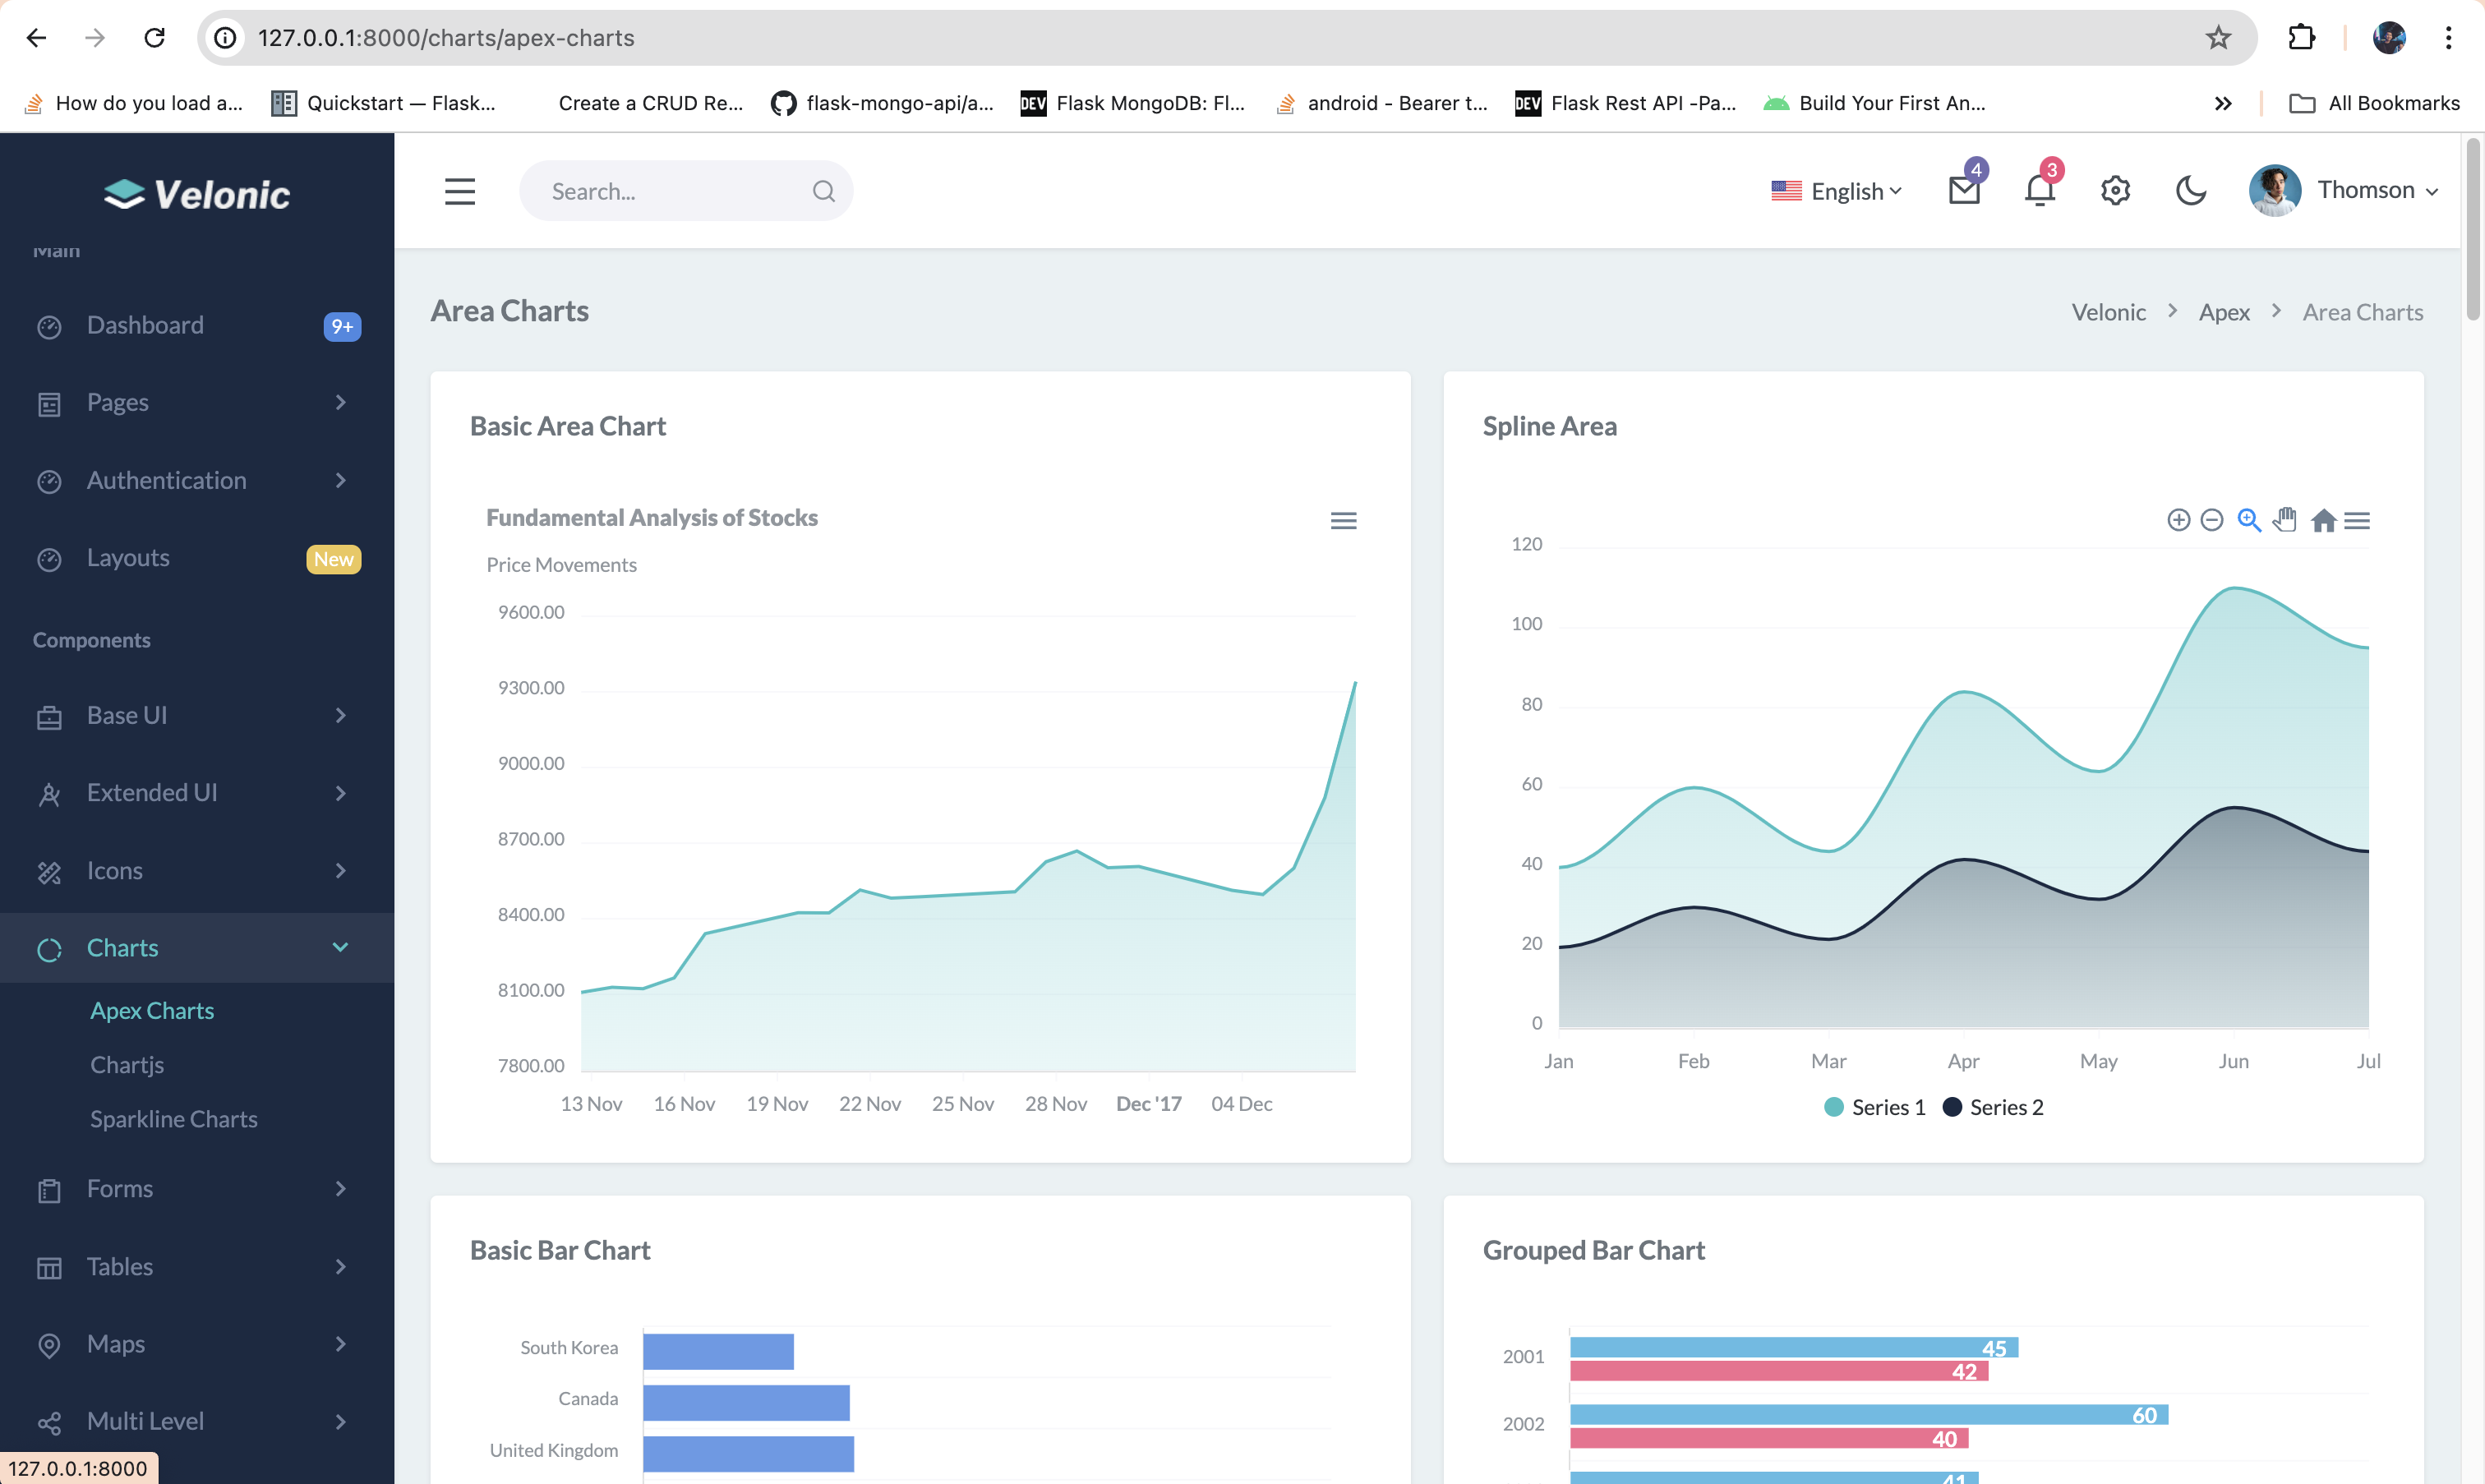 127.0.0.1:8000/charts/apex-charts
How do you load a...
Quickstart — Flask...
Create a CRUD Re...
flask-mongo-api/a...
DEV Flask MongoDB: Fl...
android - Bearer t...
DEV Flask Rest API -Pa...
Build Your First An...
All Bookmarks
Velonic
Main
Dashboard 9+
Pages
Authentication
Layouts New
Components
Base UI
Extended UI
Icons
Charts
Apex Charts
Chartjs
Sparkline Charts
Forms
Tables
Maps
Multi Level
127.0.0.1:8000
Search...
English
4
3
Thomson
Area Charts
Velonic Apex Area Charts
Basic Area Chart
Fundamental Analysis of Stocks
Price Movements
9600.00
9300.00
9000.00
8700.00
8400.00
8100.00
7800.00
13 Nov 16 Nov 19 Nov 22 Nov 25 Nov 28 Nov Dec '17 04 Dec
Spline Area
120
100
80
60
40
20
0
Jan Feb Mar Apr May Jun Jul
Series 1 Series 2
Basic Bar Chart
South Korea
Canada
United Kingdom
Grouped Bar Chart
2001 45
42
2002 60
40
41